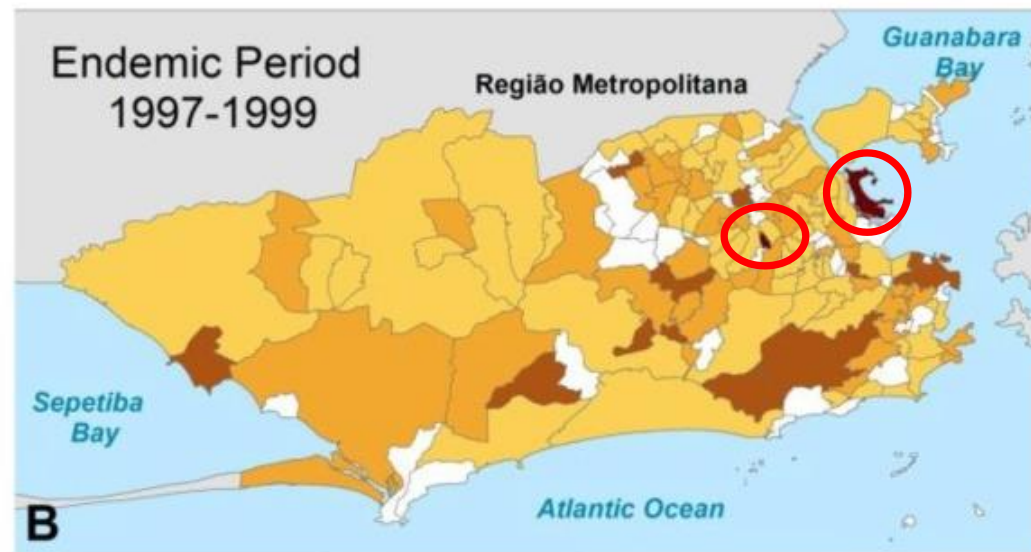 Endemic Period
1997-1999
Região Metropolitana
Guanabara
Bay
Sepetiba
Bay
Atlantic Ocean
B